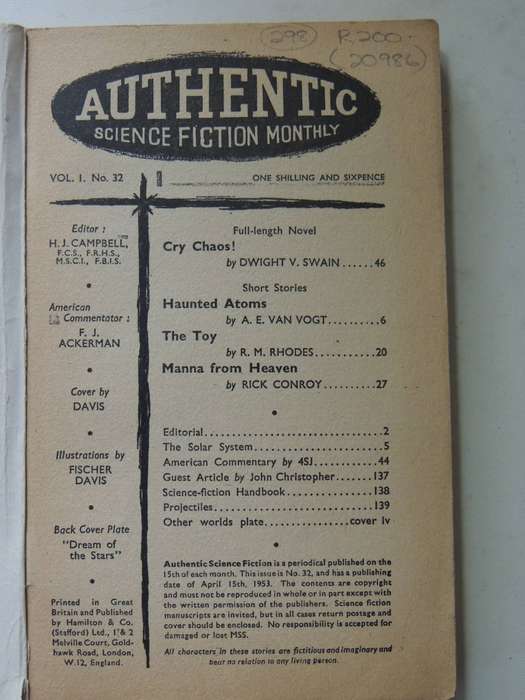 298 R 200.
(20986)
AUTHENTIC
SCIENCE FICTION MONTHLY
VOL. 1. No. 32
ONE SHILLING AND SIXPENCE
Editor :
H. J. CAMPBELL,
F.C.S., F.R.H.S.,
M.S.C.I., F.B.I.S.
American
Commentator :
F. J.
ACKERMAN
Cover by
DAVIS
Illustrations by
FISCHER
DAVIS
Back Cover Plate
"Dream of
the Stars"
Printed in Great
Britain and Published
by Hamilton & Co.
(Stafford) Ltd., 1 & 2
Melville Court, Gold-
hawk Road, London,
W.12, England.
Full-length Novel
Cry Chaos!
by DWIGHT V. SWAIN......46
Short Stories
Haunted Atoms
by A. E. VAN VOGT..........6
The Toy
by R. M. RHODES...........20
Manna from Heaven
by RICK CONROY..........27
Editorial..............................2
The Solar System......................5
American Commentary by 4SJ...........44
Guest Article by John Christopher.......137
Science-fiction Handbook.............138
Projectiles............................139
Other worlds plate................cover iv
Authentic Science Fiction is a periodical published on the
15th of each month. This issue is No. 32, and has a publishing
date of April 15th, 1953. The contents are copyright
and must not be reproduced in whole or in part except with
the written permission of the publishers. Science fiction
manuscripts are invited, but in all cases return postage and
cover should be enclosed. No responsibility is accepted for
damaged or lost MSS.
All characters in these stories are fictitious and imaginary and
bear no relation to any living person.